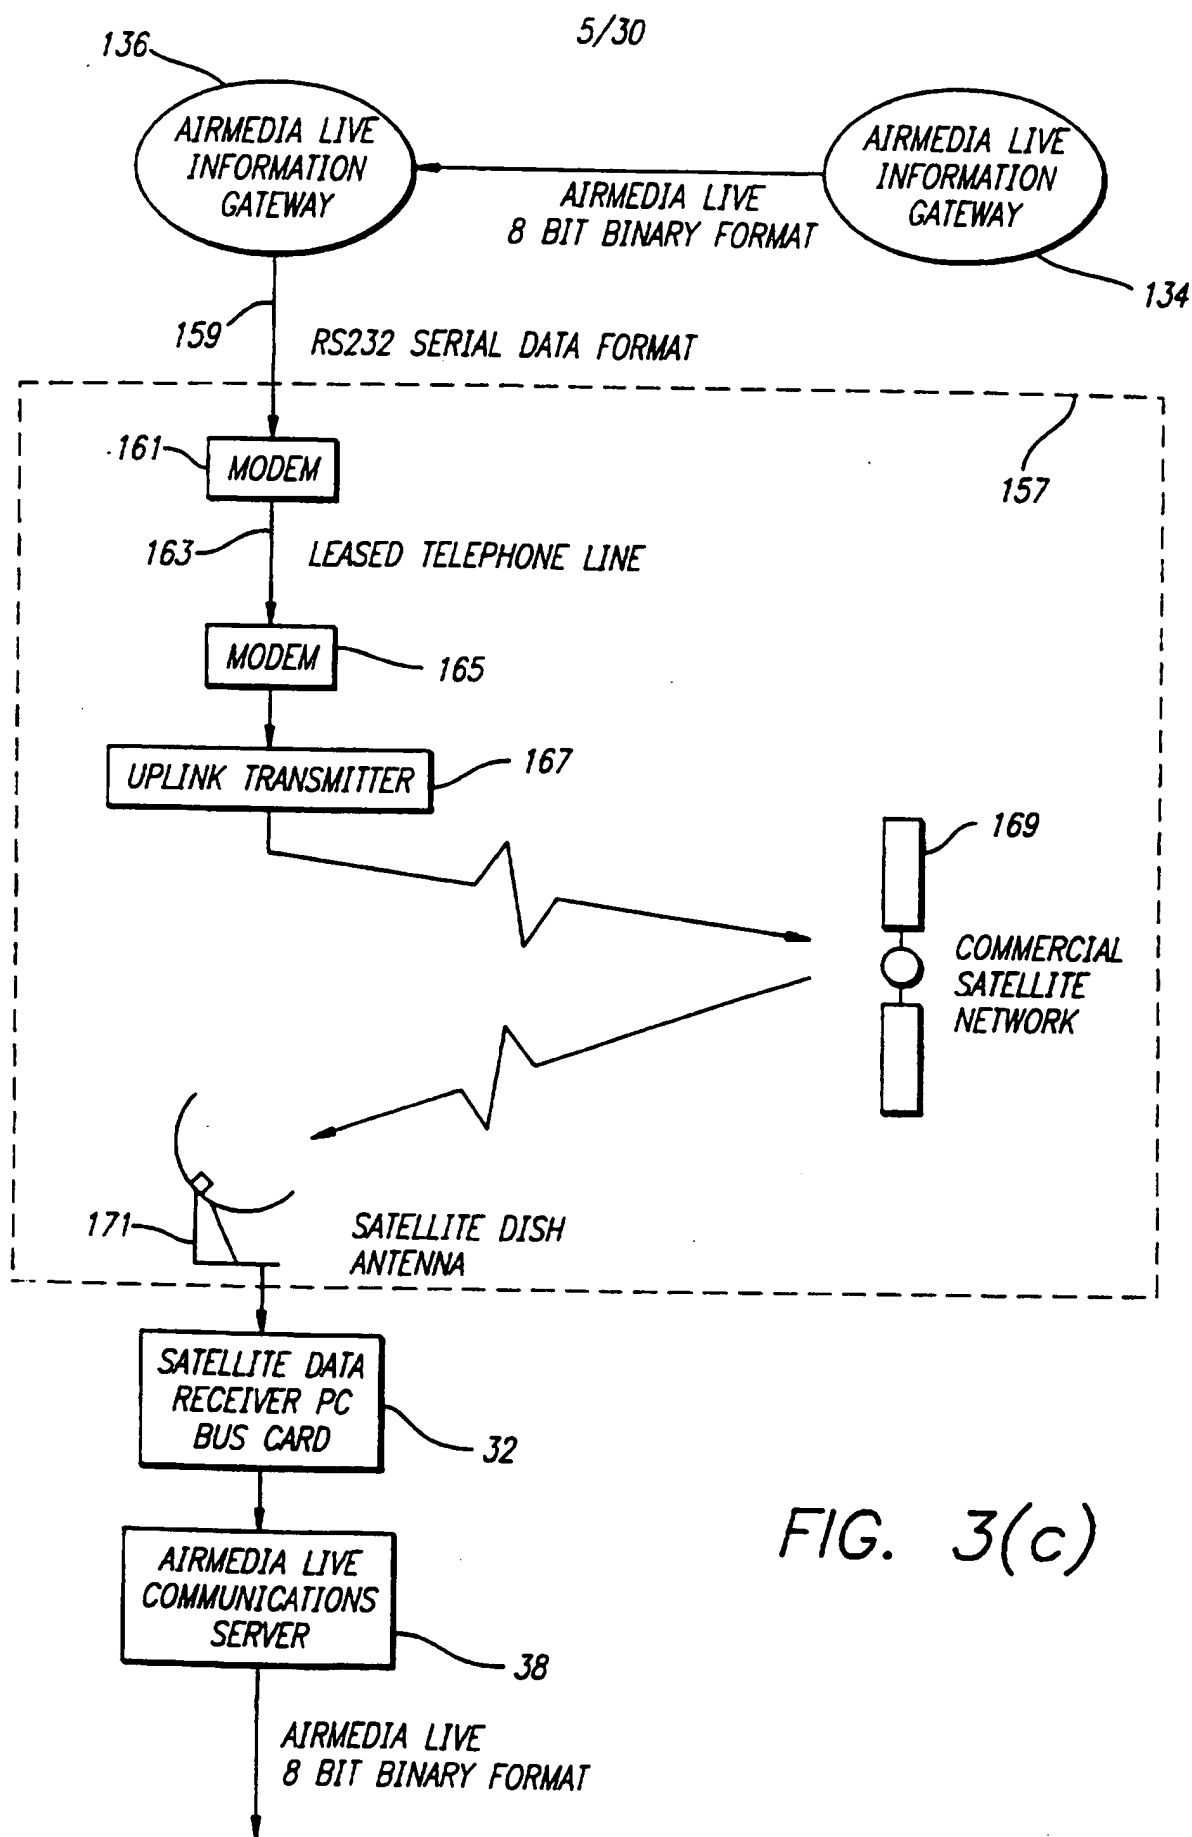 5/30
136
AIRMEDIA LIVE
INFORMATION
GATEWAY
AIRMEDIA LIVE
INFORMATION
GATEWAY
AIRMEDIA LIVE
8 BIT BINARY FORMAT
134
159
RS232 SERIAL DATA FORMAT
161
MODEM
157
163
LEASED TELEPHONE LINE
MODEM
165
UPLINK TRANSMITTER
167
169
COMMERCIAL
SATELLITE
NETWORK
171
SATELLITE DISH
ANTENNA
SATELLITE DATA
RECEIVER PC
BUS CARD
32
FIG. 3(c)
AIRMEDIA LIVE
COMMUNICATIONS
SERVER
38
AIRMEDIA LIVE
8 BIT BINARY FORMAT